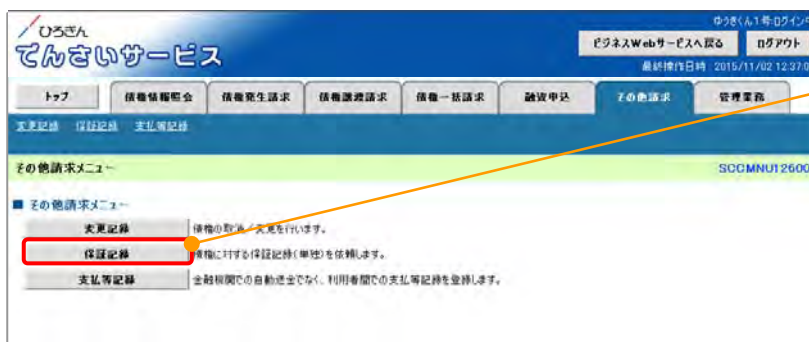 ゆうきくん1号:ログイン中
ひろぎん
でんさいサービス
ビジネスWebサービスへ戻る ログアウト
最終操作日時 : 2015/11/02 12:37:0
トップ 債権情報照会 債権発生請求 債権譲渡請求 債権一括請求 融資申込 その他請求 管理業務
変更記録 保証記録 支払等記録
その他請求メニュー SCCMNU12600
■ その他請求メニュー
変更記録 債権の取消/変更を行います。
保証記録 債権に対する保証記録(単独)を依頼します。
支払等記録 金融機関での自動送金でなく、利用者間での支払等記録を登録します。